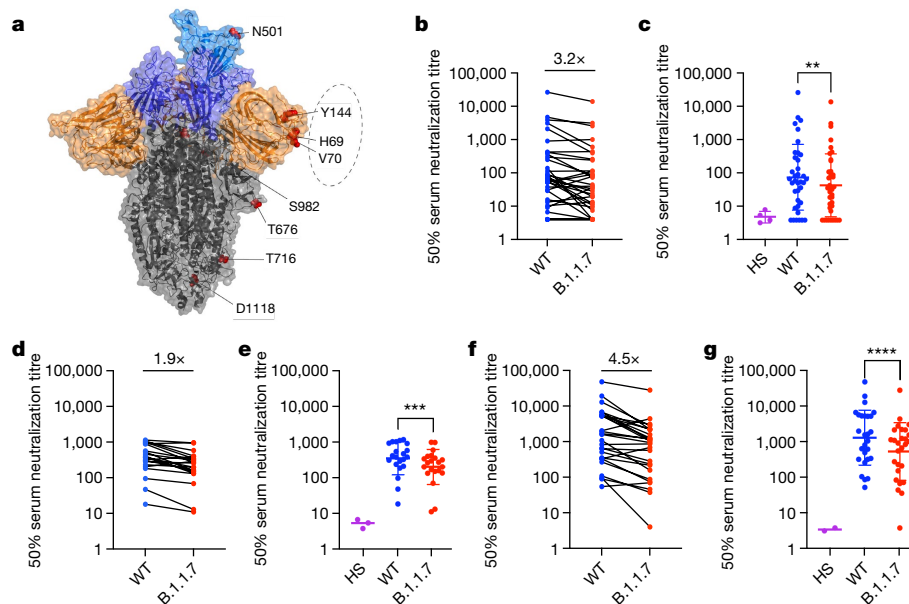 a
N501
Y144
H69
V70
S982
T676
T716
D1118
b
3.2×
50% serum neutralization titre
100,000
10,000
1,000
100
10
1
WT
B.1.1.7
c
**
50% serum neutralization titre
100,000
10,000
1,000
100
10
1
HS
WT
B.1.1.7
d
1.9×
50% serum neutralization titre
100,000
10,000
1,000
100
10
1
WT
B.1.1.7
e
***
50% serum neutralization titre
100,000
10,000
1,000
100
10
1
HS
WT
B.1.1.7
f
4.5×
50% serum neutralization titre
100,000
10,000
1,000
100
10
1
WT
B.1.1.7
g
****
50% serum neutralization titre
100,000
10,000
1,000
100
10
1
HS
WT
B.1.1.7